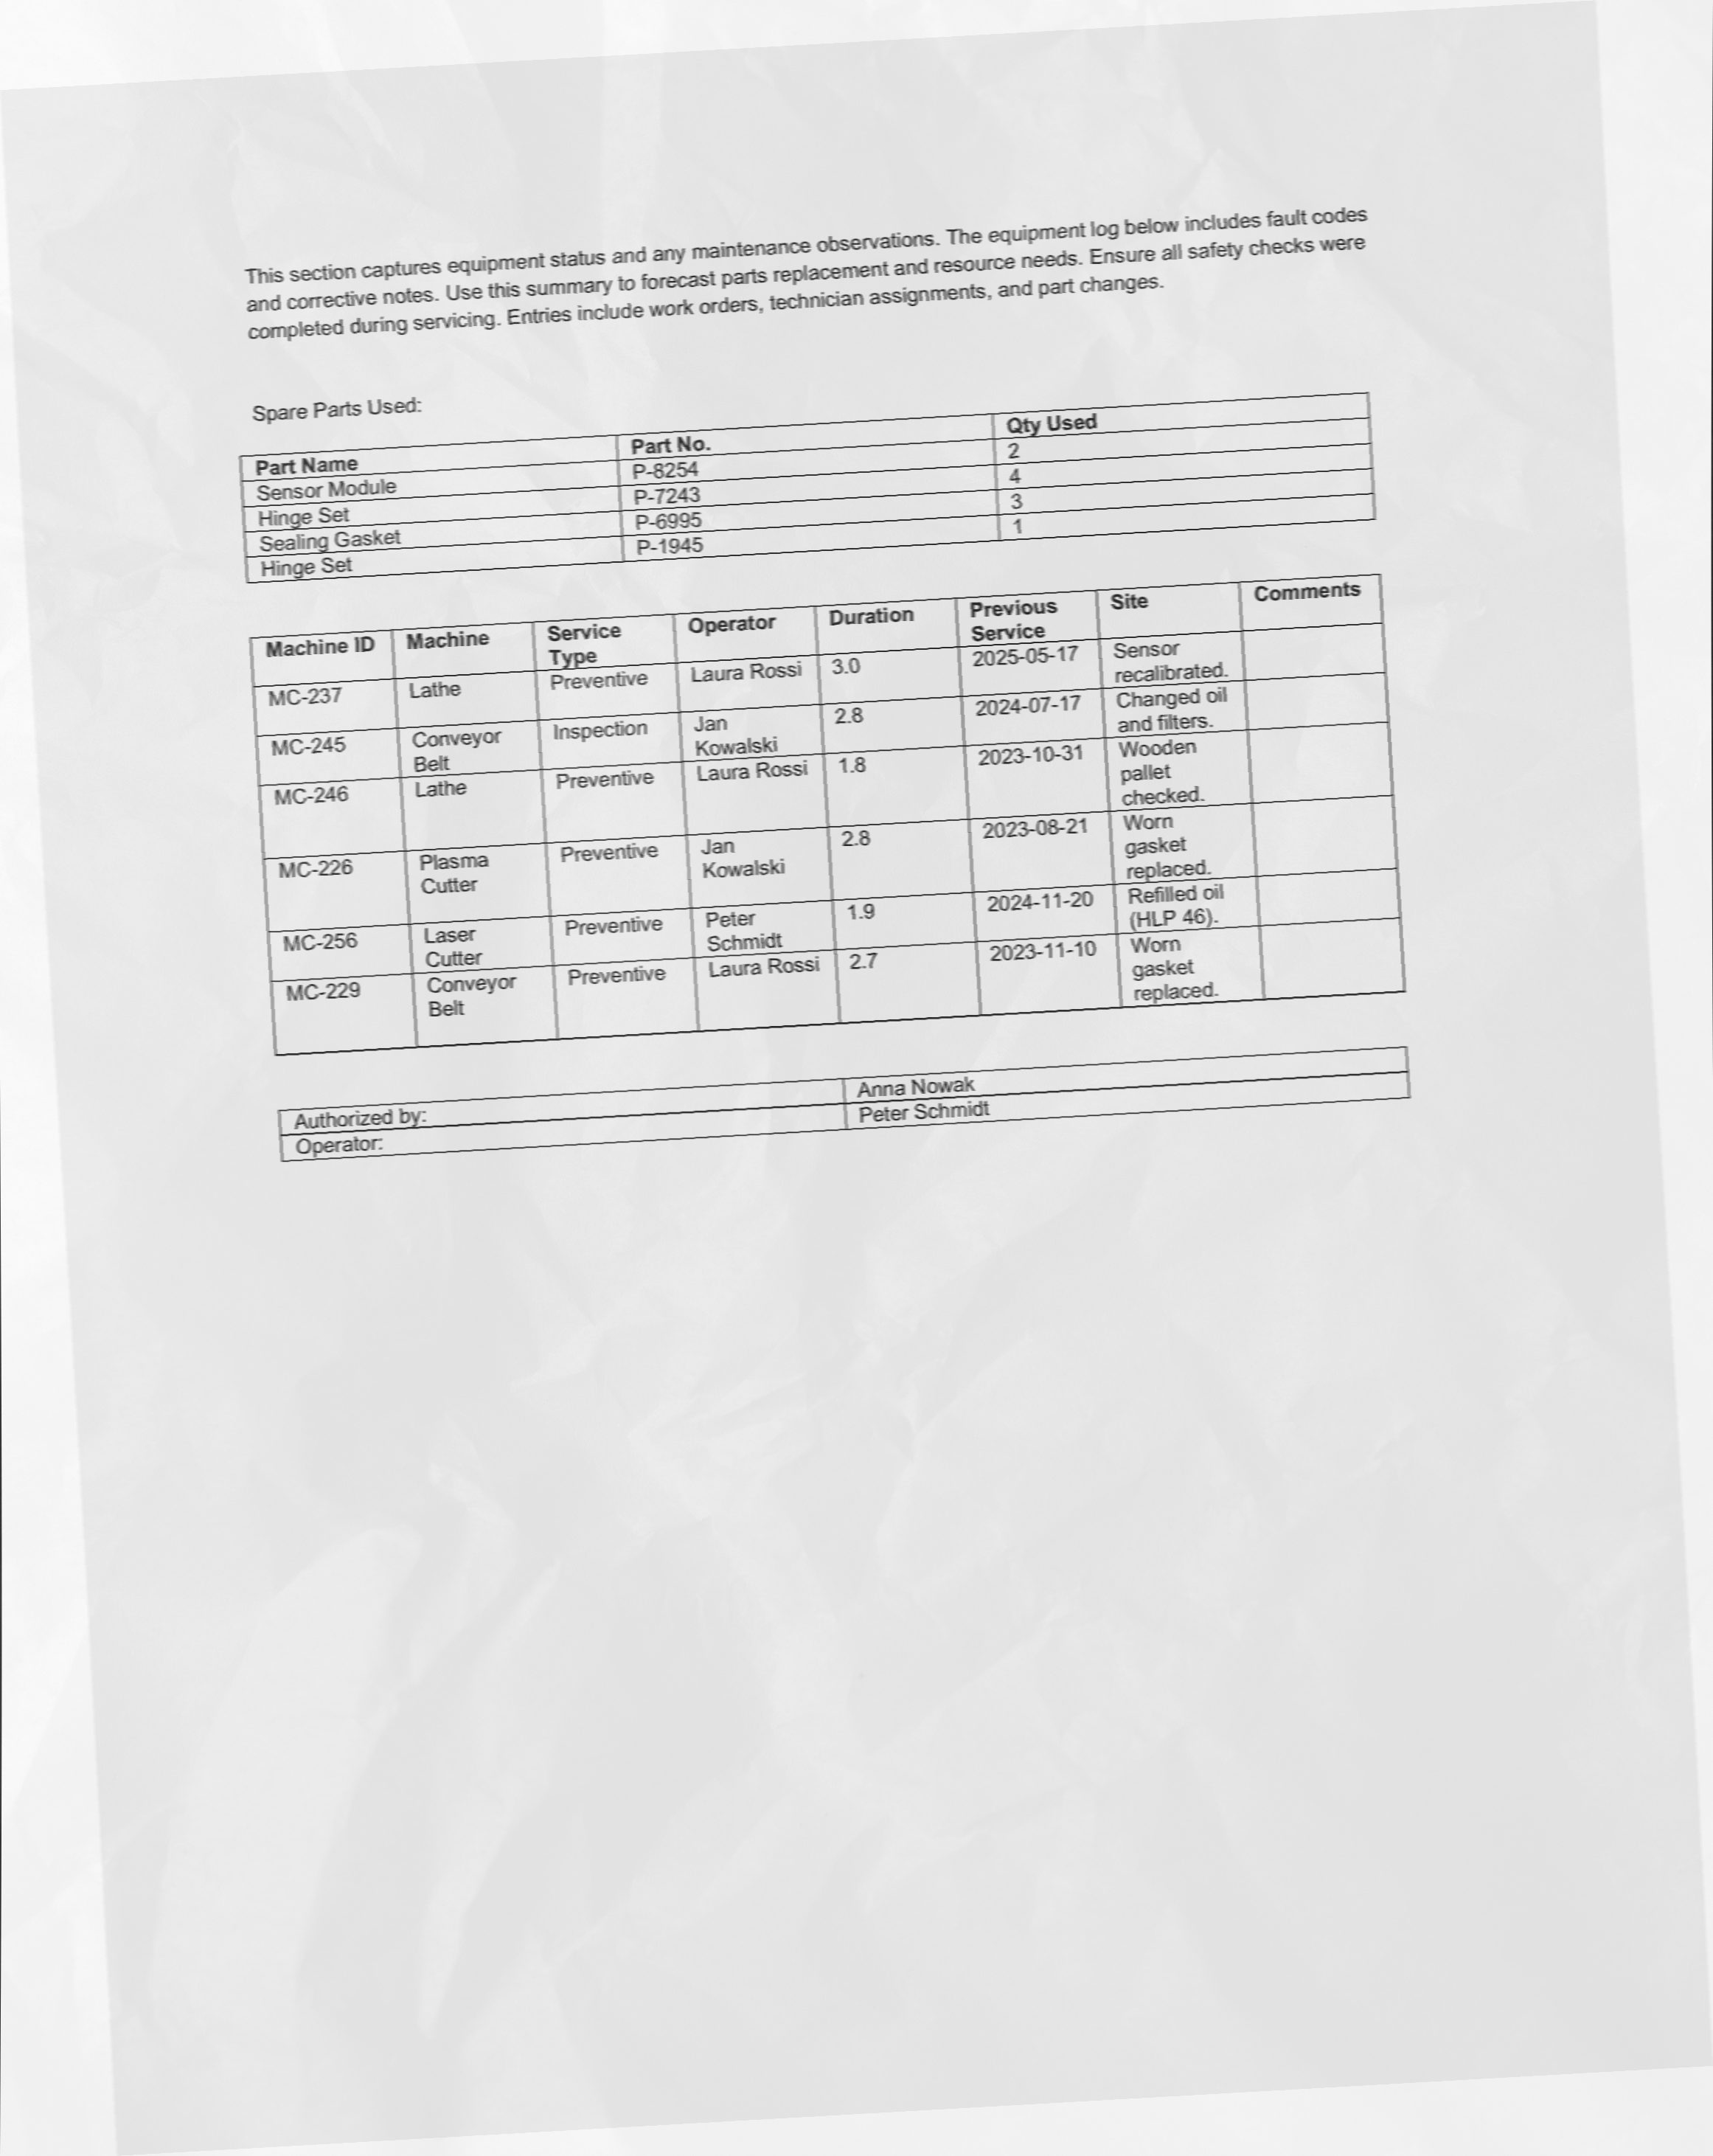 This section captures equipment status and any maintenance observations. The equipment log below includes fault codes
and corrective notes. Use this summary to forecast parts replacement and resource needs. Ensure all safety checks were
completed during servicing. Entries include work orders, technician assignments, and part changes.
Spare Parts Used:
Part Name Part No. Qty Used
Sensor Module P-8254 2
Hinge Set P-7243 4
Sealing Gasket P-6995 3
Hinge Set P-1945 1
Machine ID Machine Service Type Operator Duration Previous Service Site Comments
MC-237 Lathe Preventive Laura Rossi 3.0 2025-05-17 Sensor recalibrated.
MC-245 Conveyor Belt Inspection Jan Kowalski 2.8 2024-07-17 Changed oil and filters.
MC-246 Lathe Preventive Laura Rossi 1.8 2023-10-31 Wooden pallet checked.
MC-226 Plasma Cutter Preventive Jan Kowalski 2.8 2023-08-21 Worn gasket replaced.
MC-256 Laser Cutter Preventive Peter Schmidt 1.9 2024-11-20 Refilled oil (HLP 46).
MC-229 Conveyor Belt Preventive Laura Rossi 2.7 2023-11-10 Worn gasket replaced.
Authorized by: Anna Nowak
Operator: Peter Schmidt